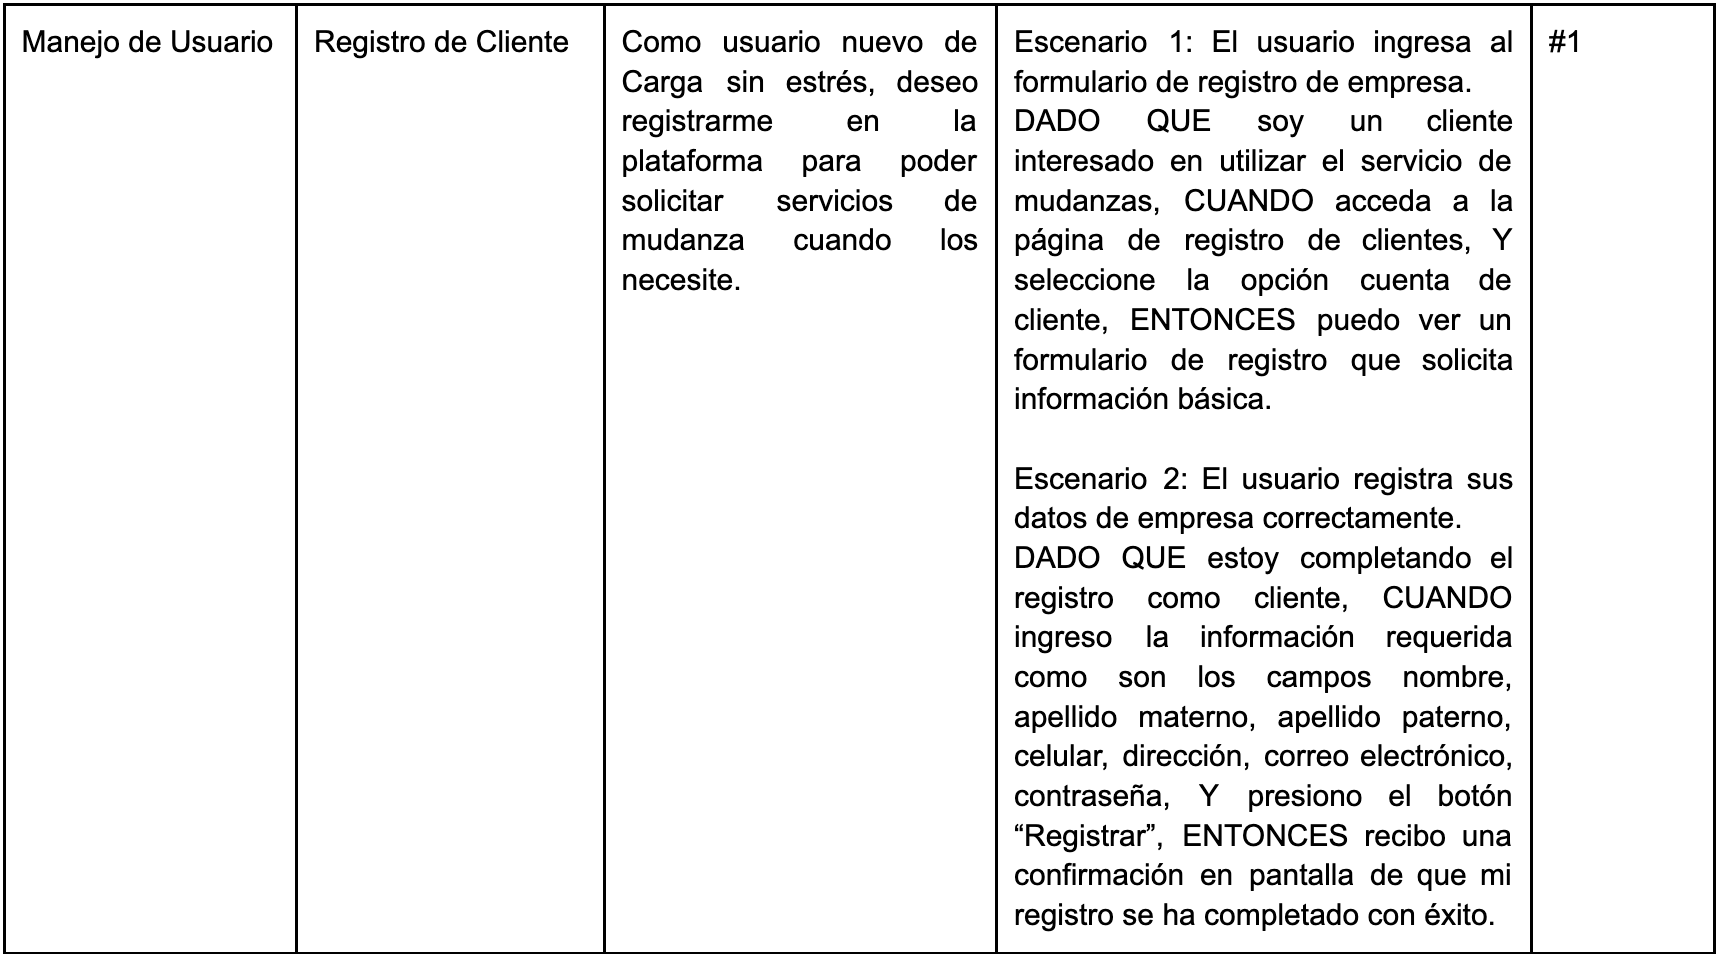 Manejo de Usuario
Registro de Cliente
Como usuario nuevo de
Carga sin estrés, deseo
registrarme en la
plataforma para poder
solicitar servicios de
mudanza cuando los
necesite.
Escenario 1: El usuario ingresa al
formulario de registro de empresa.
DADO QUE soy un cliente
interesado en utilizar el servicio de
mudanzas, CUANDO acceda a la
página de registro de clientes, Y
seleccione la opción cuenta de
cliente, ENTONCES puedo ver un
formulario de registro que solicita
información básica.
Escenario 2: El usuario registra sus
datos de empresa correctamente.
DADO QUE estoy completando el
registro como cliente, CUANDO
ingreso la información requerida
como son los campos nombre,
apellido materno, apellido paterno,
celular, dirección, correo electrónico,
contraseña, Y presiono el botón
“Registrar”, ENTONCES recibo una
confirmación en pantalla de que mi
registro se ha completado con éxito.
#1